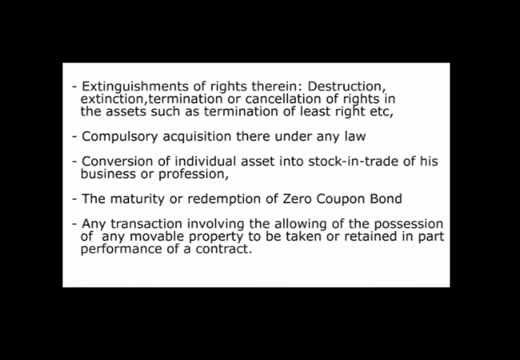 - Extinguishments of rights therein: Destruction,
extinction,termination or cancellation of rights in
the assets such as termination of least right etc,
- Compulsory acquisition there under any law
- Conversion of individual asset into stock-in-trade of his
business or profession,
- The maturity or redemption of Zero Coupon Bond
- Any transaction involving the allowing of the possession
of any movable property to be taken or retained in part
performance of a contract.